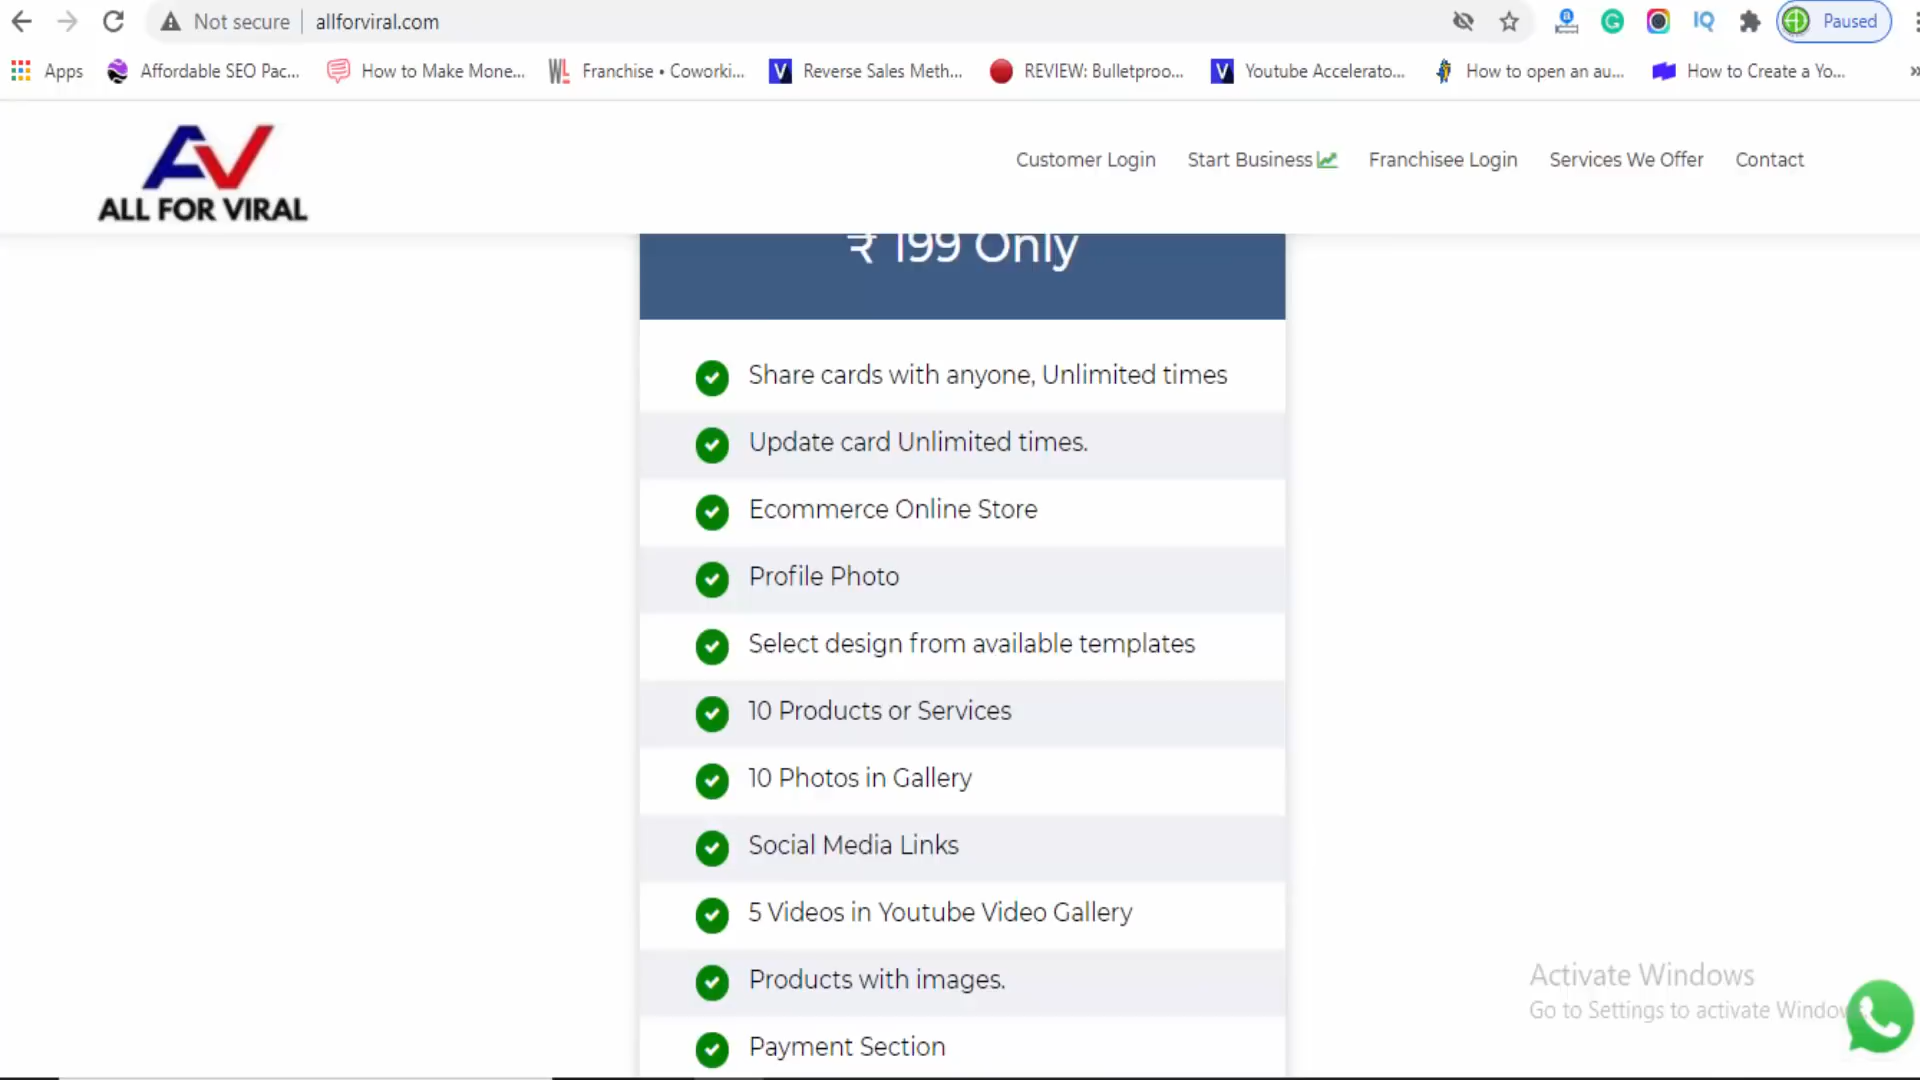 Not secure
allforviral.com
IQ
Paused
Apps
Affordable SEO Pac...
How to Make Mone...
WL
Franchise • Coworki...
V
Reverse Sales Meth...
REVIEW: Bulletproo...
V
Youtube Accelerato...
How to open an au...
How to Create a Yo...
»
AV
ALL FOR VIRAL
Customer Login
Start Business
Franchisee Login
Services We Offer
Contact
₹ 199 Only
Share cards with anyone, Unlimited times
Update card Unlimited times.
Ecommerce Online Store
Profile Photo
Select design from available templates
10 Products or Services
10 Photos in Gallery
Social Media Links
5 Videos in Youtube Video Gallery
Products with images.
Payment Section
Activate Windows
Go to Settings to activate Window